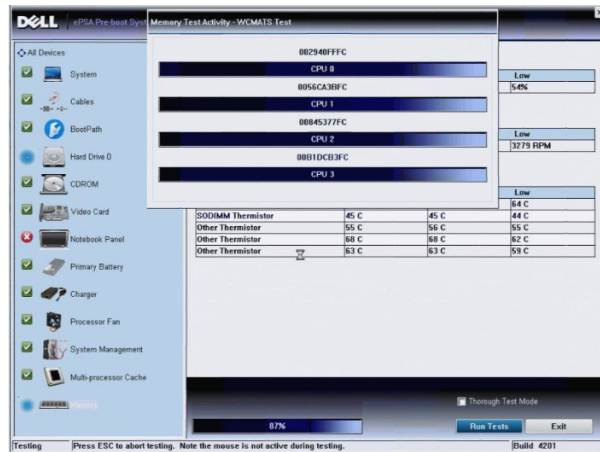 DELL
ePSA Pre-boot Syst
Memory Test Activity - WCMATS Test
002940FFFC
CPU 0
0056CA3BFC
CPU 1
00845377FC
CPU 2
00B1DCB3FC
CPU 3
All Devices
System
Cables
BootPath
Hard Drive 0
CDROM
Video Card
Notebook Panel
Primary Battery
Charger
Processor Fan
System Management
Multi-processor Cache
Memory
Low
54%
Low
3279 RPM
Low
64 C
SODIMM Thermistor 45 C 45 C 44 C
Other Thermistor 55 C 56 C 55 C
Other Thermistor 68 C 68 C 62 C
Other Thermistor 63 C 63 C 59 C
Thorough Test Mode
87%
Run Tests
Exit
Testing
Press ESC to abort testing. Note the mouse is not active during testing.
Build 4201